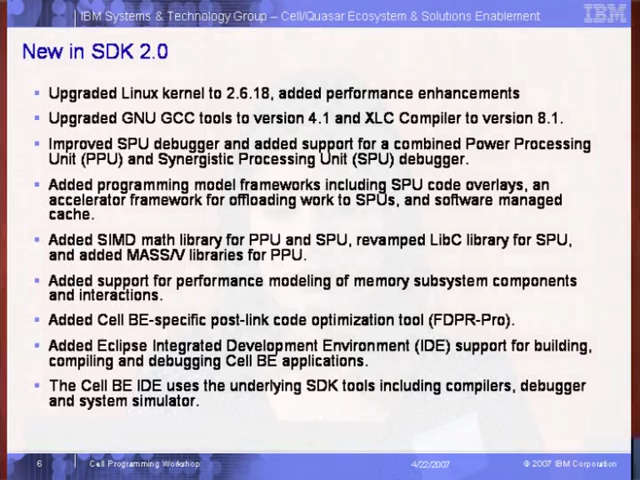 IBM Systems & Technology Group – Cell/Quasar Ecosystem & Solutions Enablement
IBM
New in SDK 2.0
Upgraded Linux kernel to 2.6.18, added performance enhancements
Upgraded GNU GCC tools to version 4.1 and XLC Compiler to version 8.1.
Improved SPU debugger and added support for a combined Power Processing
Unit (PPU) and Synergistic Processing Unit (SPU) debugger.
Added programming model frameworks including SPU code overlays, an
accelerator framework for offloading work to SPUs, and software managed
cache.
Added SIMD math library for PPU and SPU, revamped LibC library for SPU,
and added MASS/V libraries for PPU.
Added support for performance modeling of memory subsystem components
and interactions.
Added Cell BE-specific post-link code optimization tool (FDPR-Pro).
Added Eclipse Integrated Development Environment (IDE) support for building,
compiling and debugging Cell BE applications.
The Cell BE IDE uses the underlying SDK tools including compilers, debugger
and system simulator.
6 Cell Programming Workshop 4/22/2007 © 2007 IBM Corporation